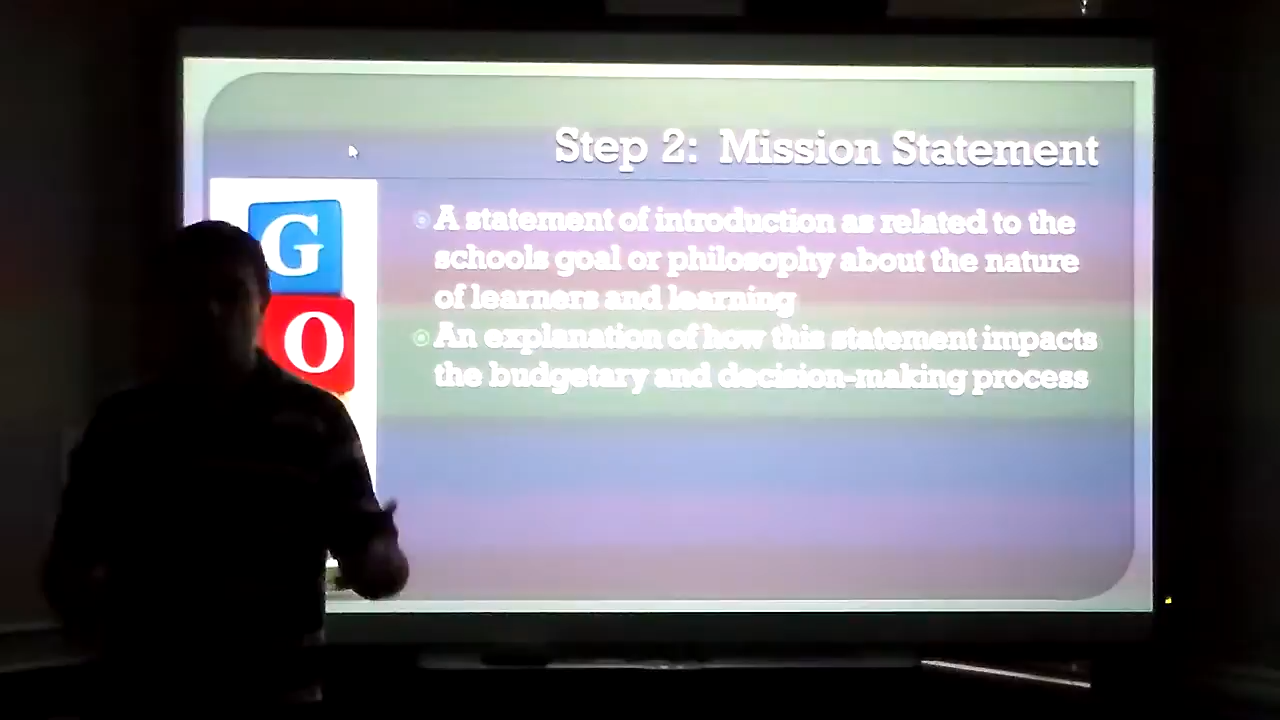 Step 2: Mission Statement
G
O
A statement of introduction as related to the
schools goal or philosophy about the nature
of learners and learning
An explanation of how this statement impacts
the budgetary and decision-making process